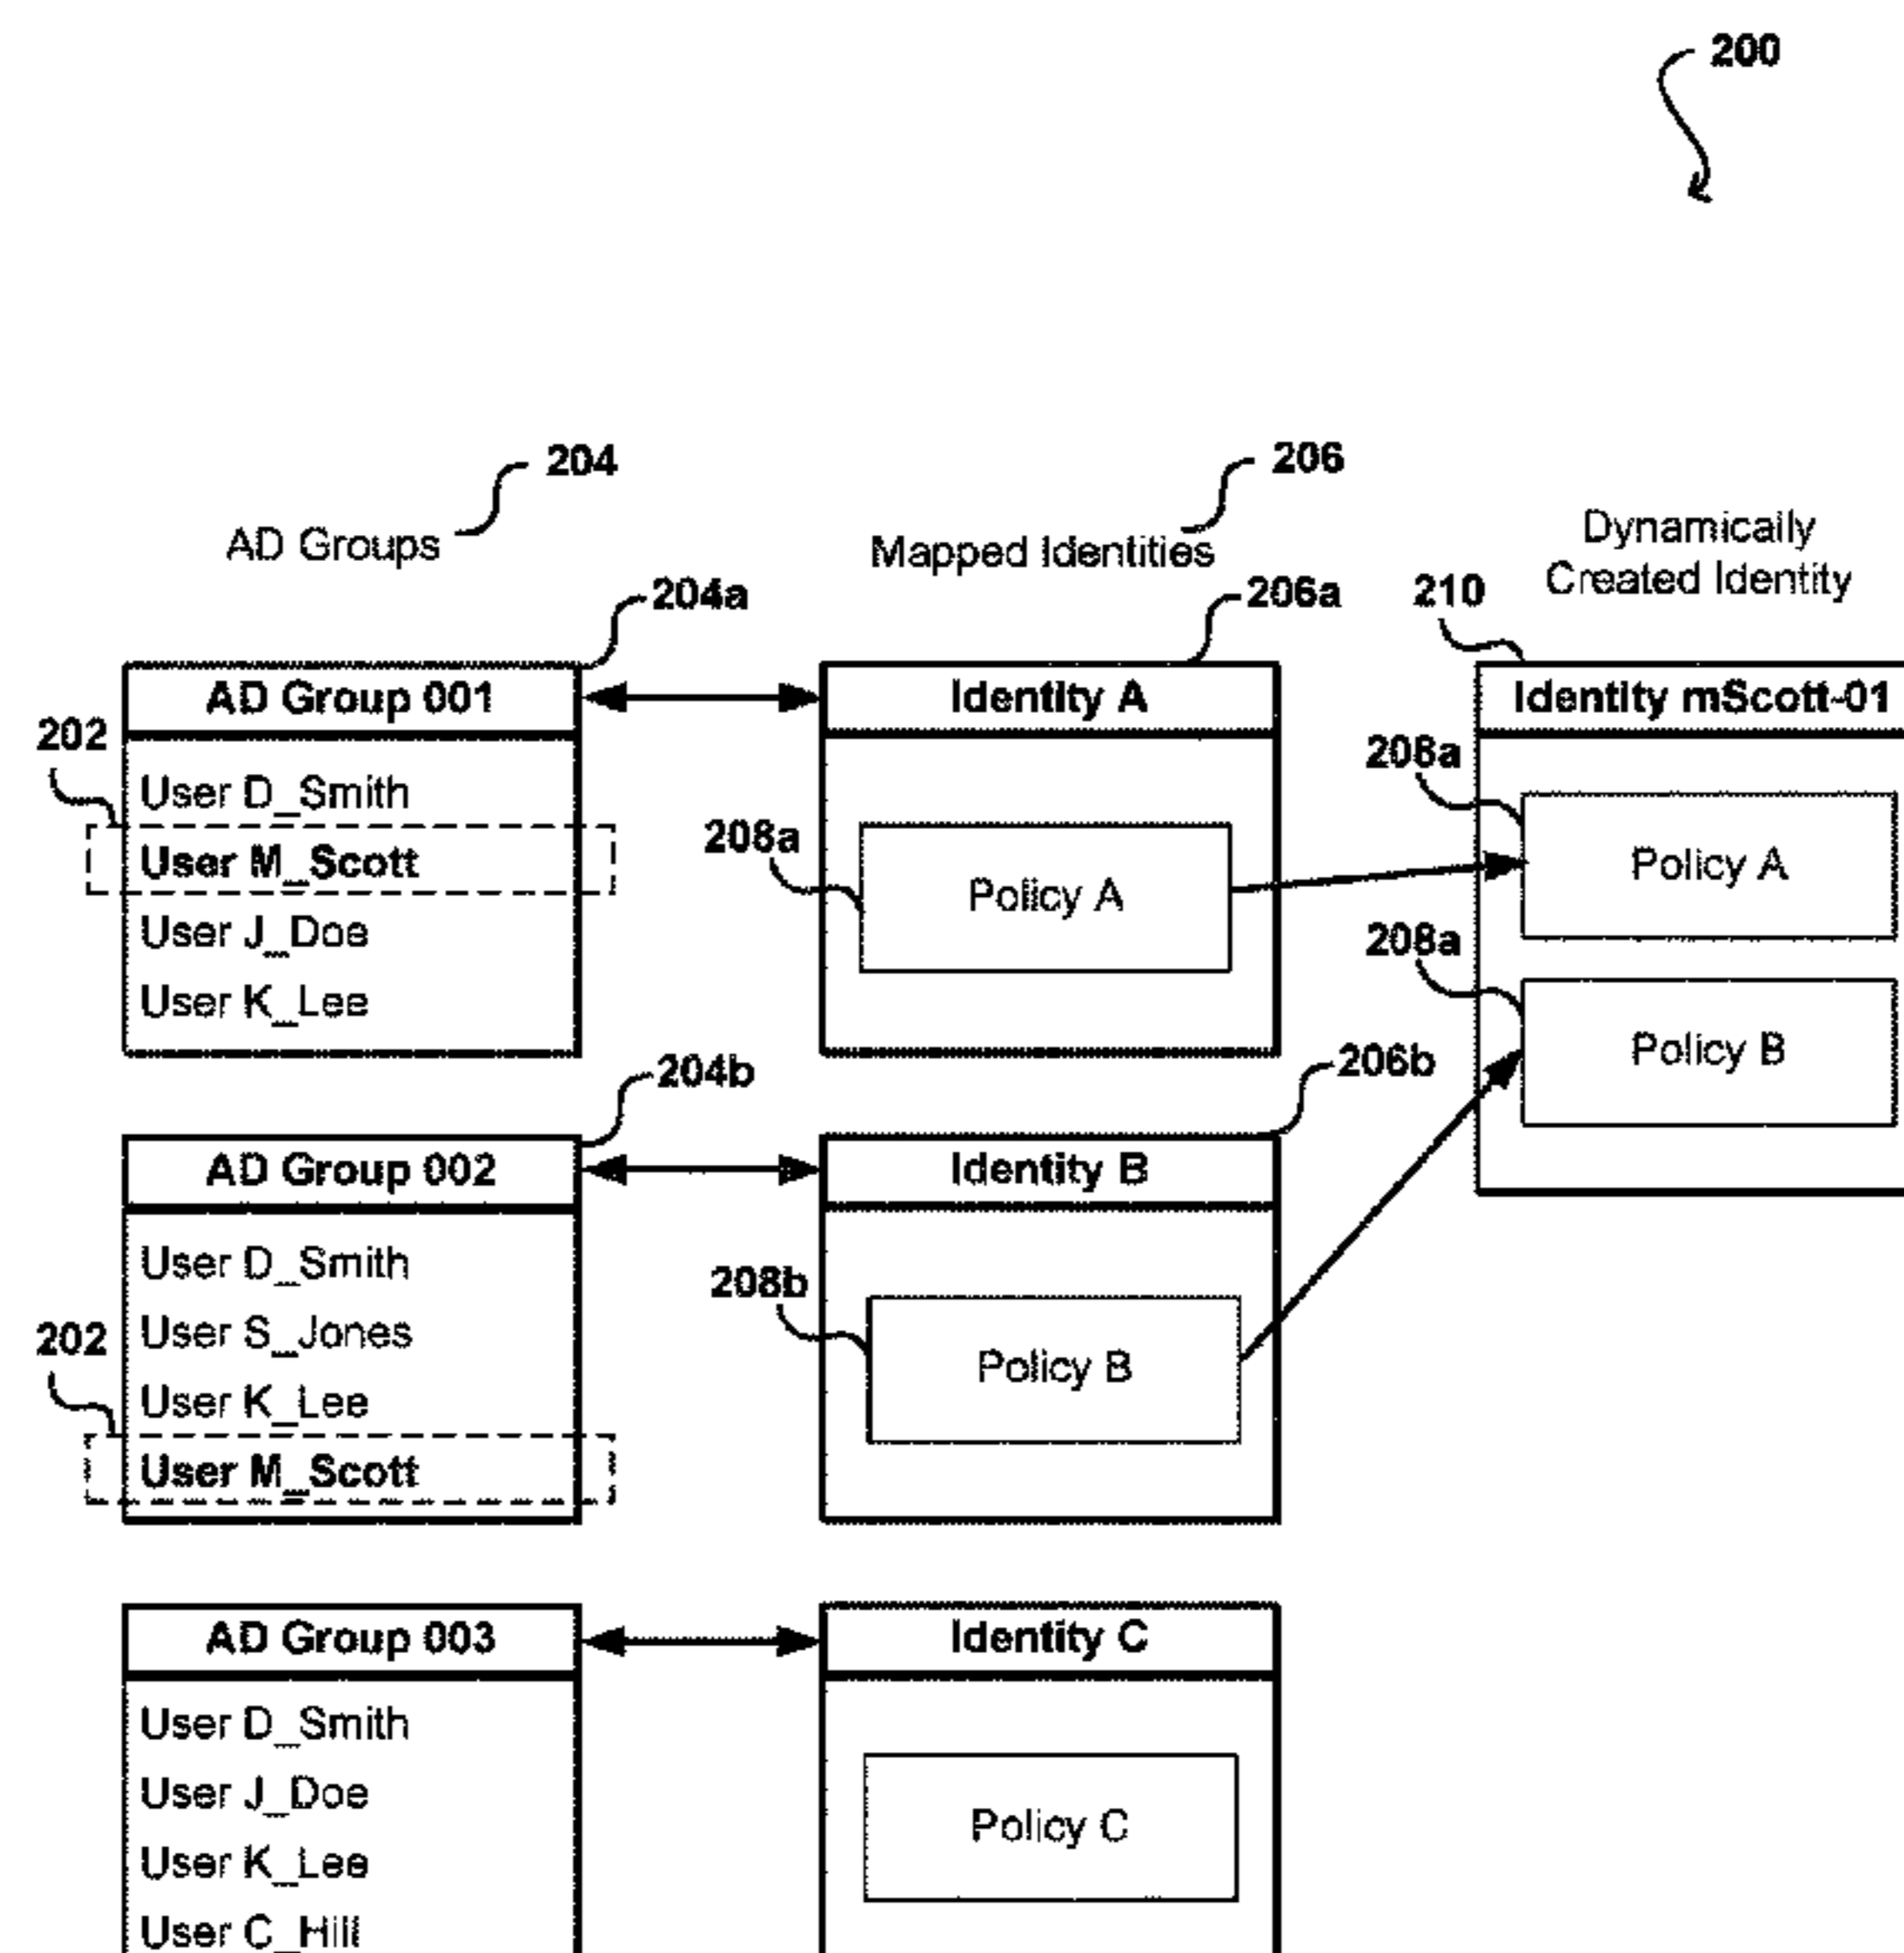 200
204
AD Groups
206
Mapped Identities
Dynamically
Created Identity
204a
206a
210
AD Group 001
Identity A
Identity mScott-01
202
User D_Smith
User M_Scott
User J_Doe
User K_Lee
208a
Policy A
208a
Policy A
208a
Policy B
204b
206b
AD Group 002
Identity B
User D_Smith
User S_Jones
202
User K_Lee
User M_Scott
208b
Policy B
AD Group 003
Identity C
User D_Smith
User J_Doe
User K_Lee
User C_Hill
Policy C